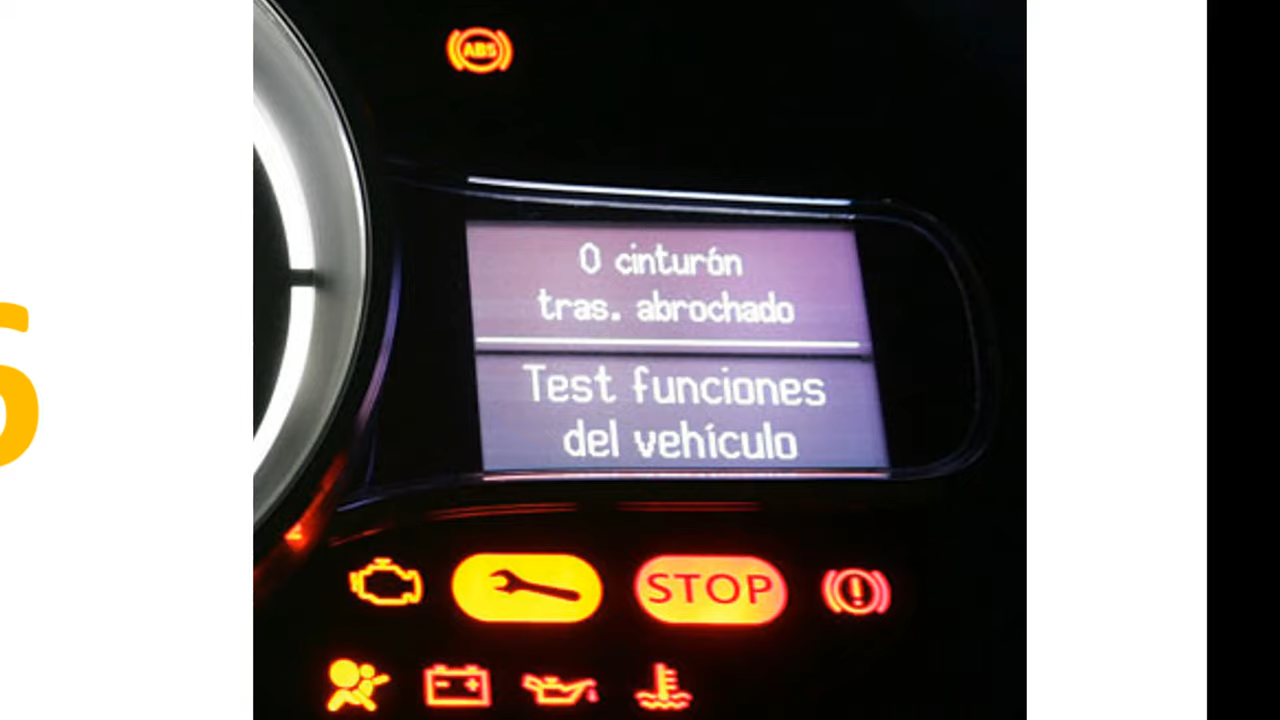 ABS
0 cinturón
tras. abrochado
Test funciones
del vehículo
STOP